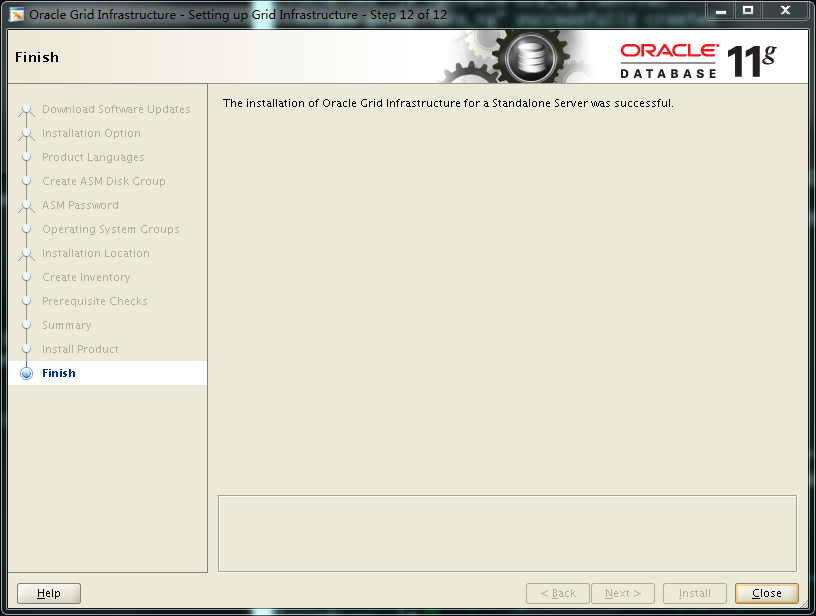 Oracle Grid Infrastructure - Setting up Grid Infrastructure - Step 12 of 12
Finish
ORACLE
DATABASE 11g
Download Software Updates
Installation Option
Product Languages
Create ASM Disk Group
ASM Password
Operating System Groups
Installation Location
Create Inventory
Prerequisite Checks
Summary
Install Product
Finish
The installation of Oracle Grid Infrastructure for a Standalone Server was successful.
Help
< Back
Next >
Install
Close